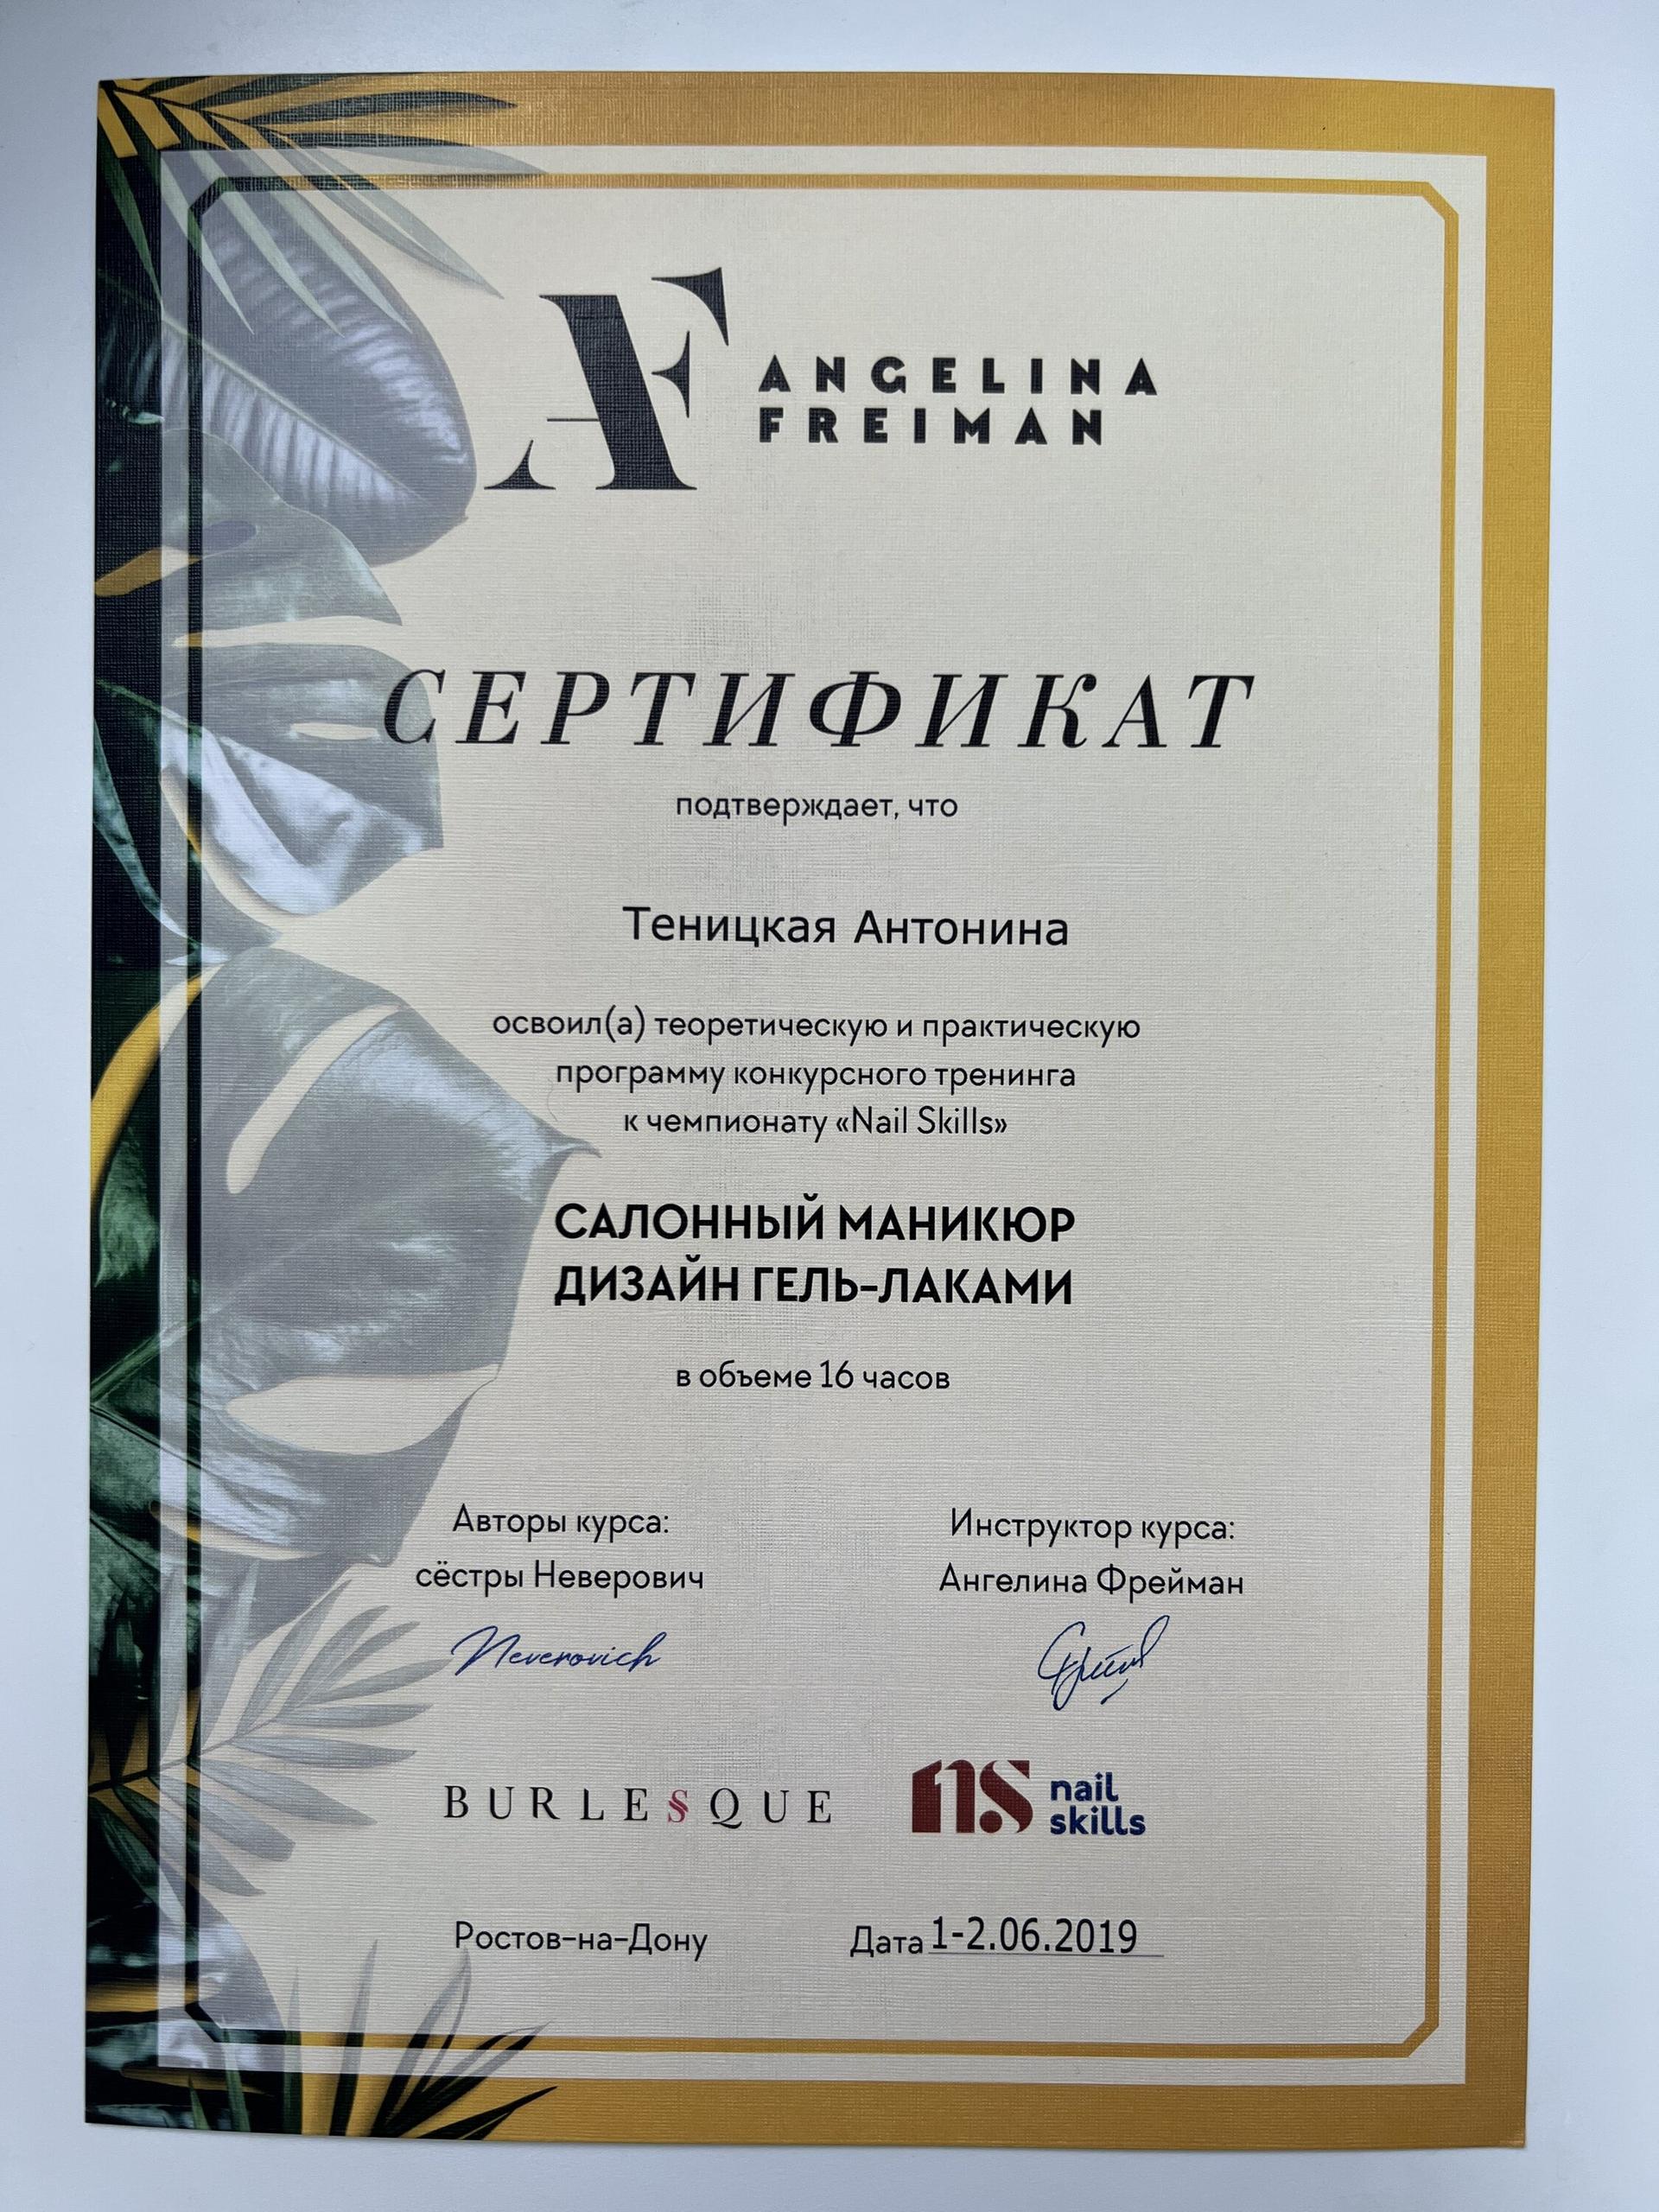 AF
ANGELINA
FREIMAN
СЕРТИФИКАТ
подтверждает, что
Теницкая Антонина
освоил(а) теоретическую и практическую
программу конкурсного тренинга
к чемпионату «Nail Skills»
САЛОННЫЙ МАНИКЮР
ДИЗАЙН ГЕЛЬ-ЛАКАМИ
в объеме 16 часов
Авторы курса:
сёстры Неверович
Neverovich
Инструктор курса:
Ангелина Фрейман
BURLESQUE
ns
nail
skills
Ростов-на-Дону
Дата 1-2.06.2019